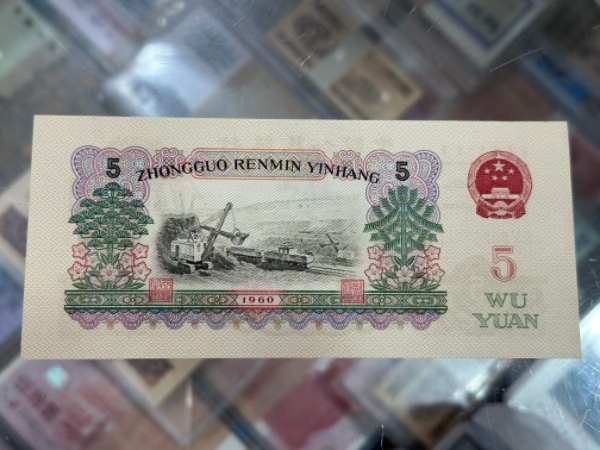 5 ZHONGGUO RENMIN YINHANG 5
1960
5
WU
YUAN